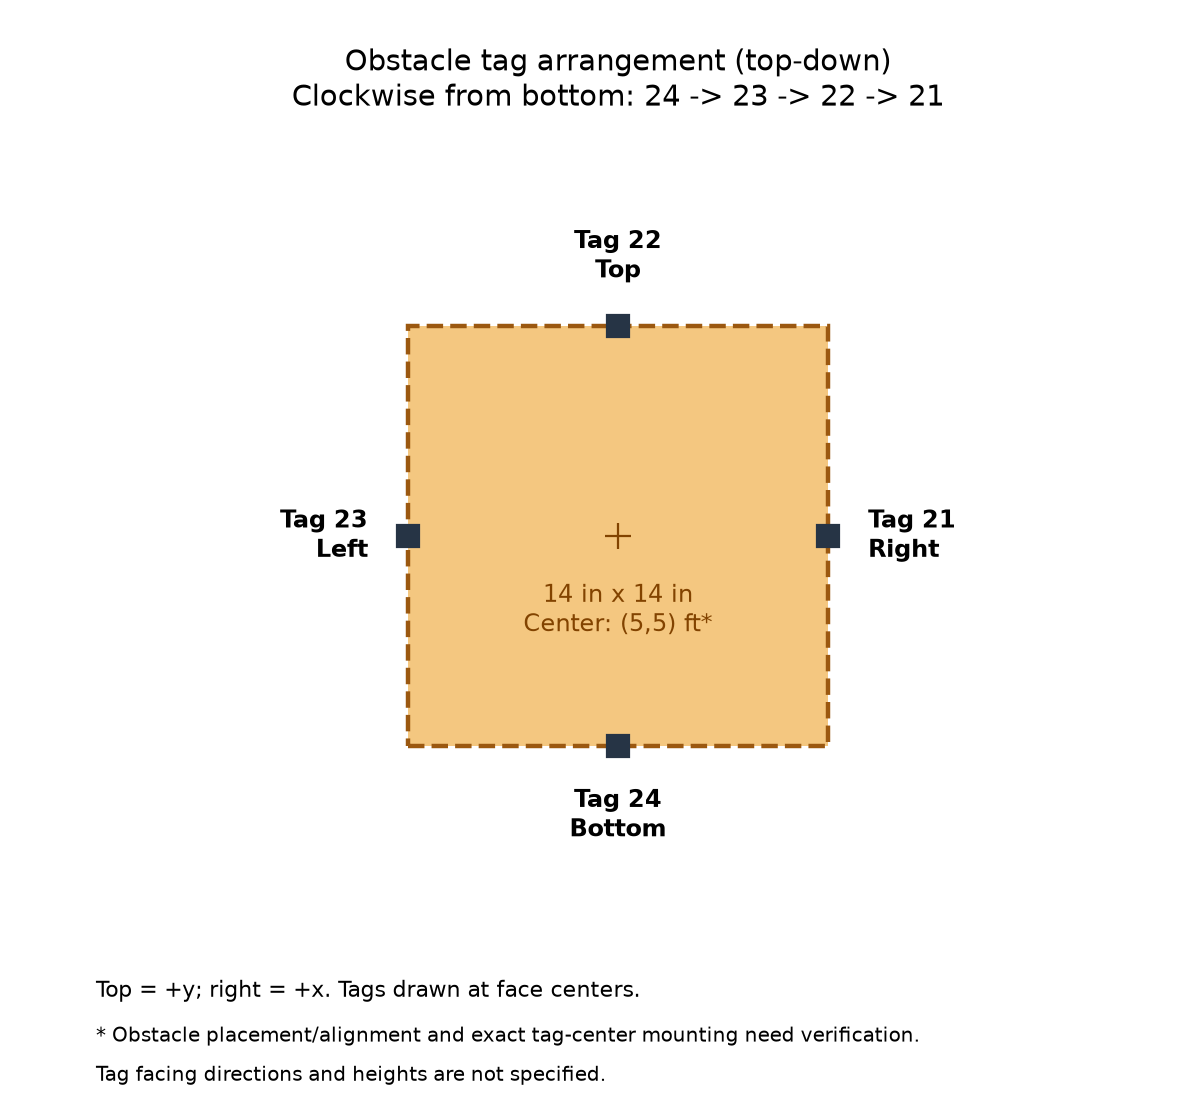 Obstacle tag arrangement (top-down)
Clockwise from bottom: 24 -> 23 -> 22 -> 21
Tag 22
Top
Tag 23
Left
Tag 21
Right
14 in x 14 in
Center: (5,5) ft*
Tag 24
Bottom
Top = +y; right = +x. Tags drawn at face centers.
* Obstacle placement/alignment and exact tag-center mounting need verification.
Tag facing directions and heights are not specified.